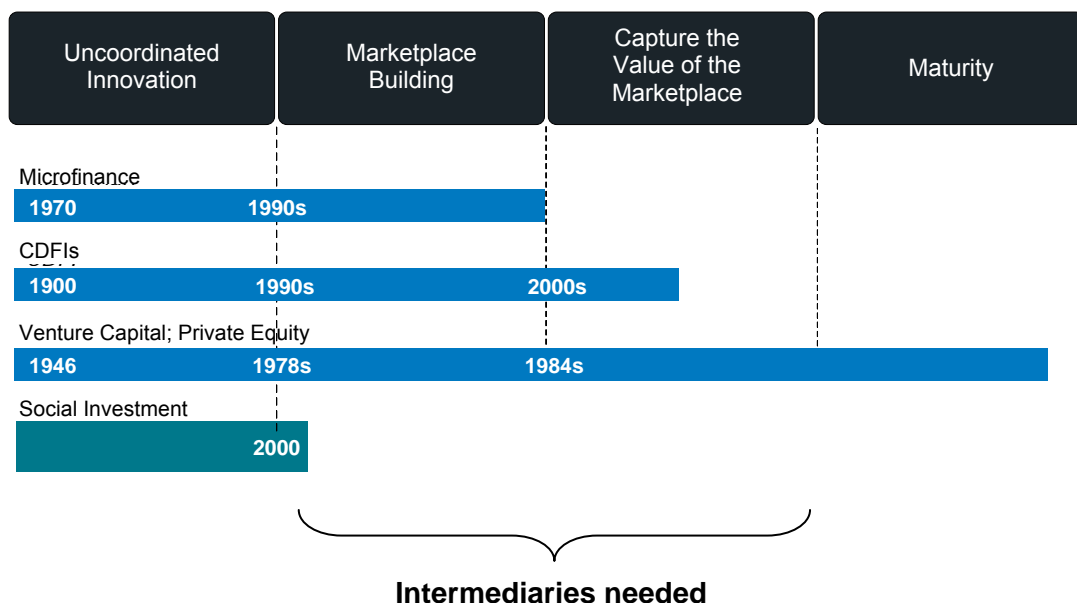 Uncoordinated
Innovation
Marketplace
Building
Capture the
Value of the
Marketplace
Maturity
Microfinance
1970 1990s
CDFIs
1900 1990s 2000s
Venture Capital; Private Equity
1946 1978s 1984s
Social Investment
2000
Intermediaries needed